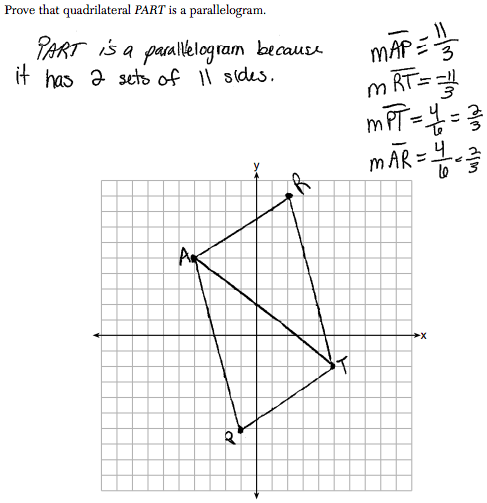 Prove that quadrilateral PART is a parallelogram.
PART is a parallelogram because
it has 2 sets of || sides.
mAP = 11/3
mRT = -11/3
mPT = 4/6 = 2/3
mAR = 4/6 = 2/3
y
R
A
x
T
P